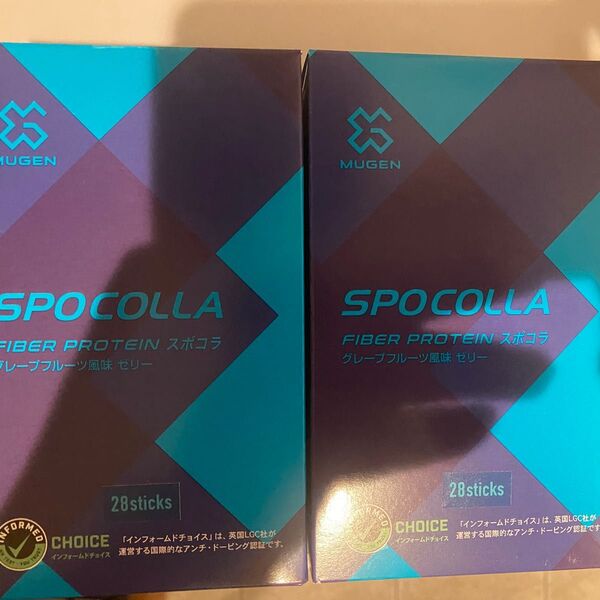 MUGEN
SPOCOLLA
FIBER PROTEIN スポコラ
グレープフルーツ風味 ゼリー
28sticks
INFORMED
CHOICE
インフォームドチョイス
「インフォームドチョイス」は、英国LGC社が
運営する国際的なアンチ・ドーピング認証です。
MUGEN
SPOCOLLA
FIBER PROTEIN スポコラ
グレープフルーツ風味 ゼリー
28sticks
CHOICE
インフォームドチョイス
「インフォームドチョイス」は、英国LGC社が
運営する国際的なアンチ・ドーピング認証です。